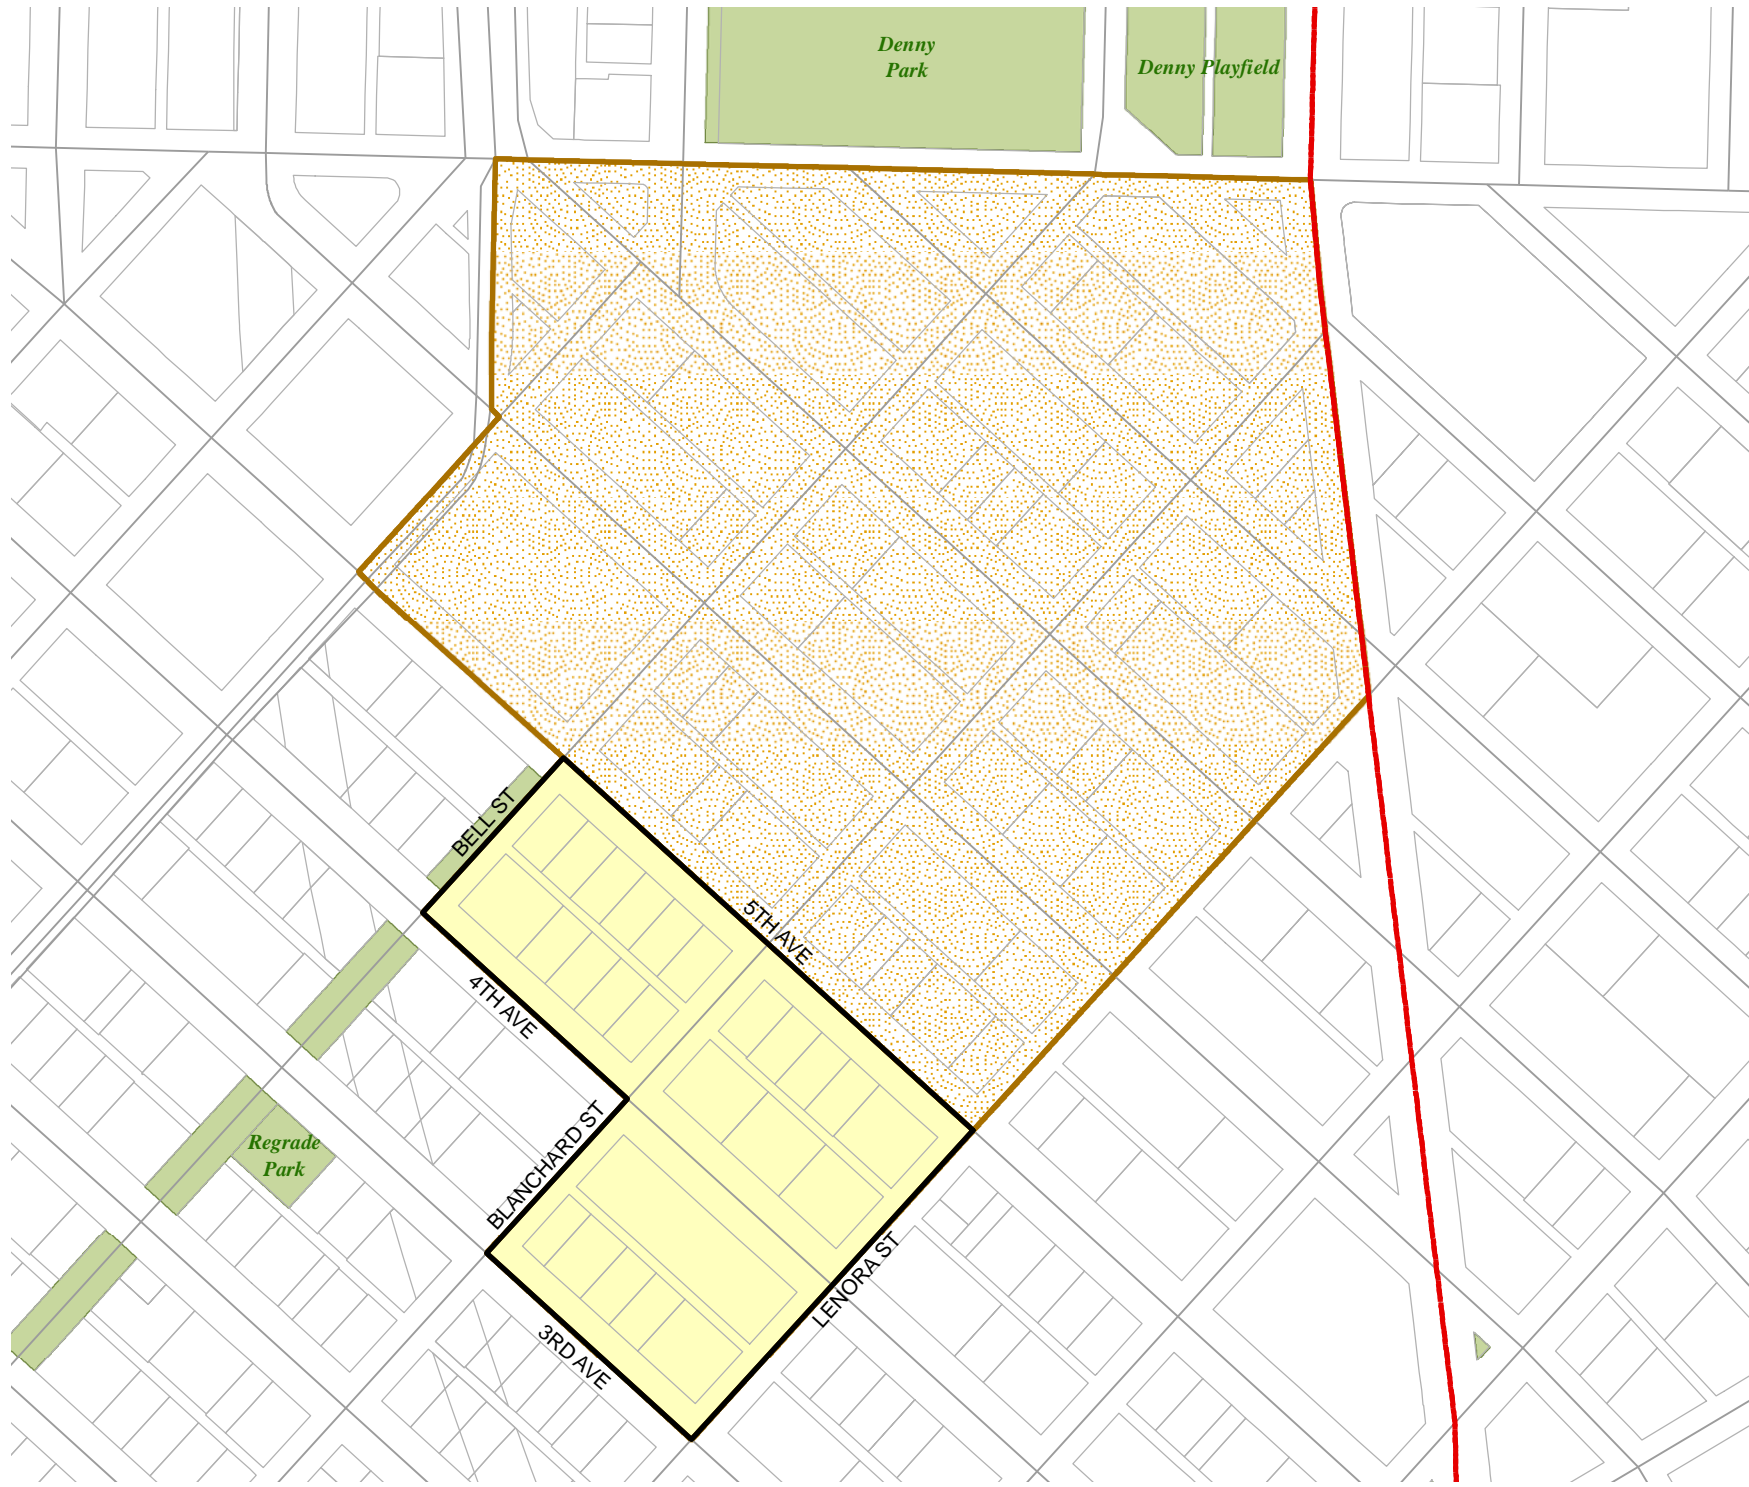 Denny
Park
Denny Playfield
BELL ST
5TH AVE
4TH AVE
BLANCHARD ST
Regrade
Park
LENORA ST
3RD AVE